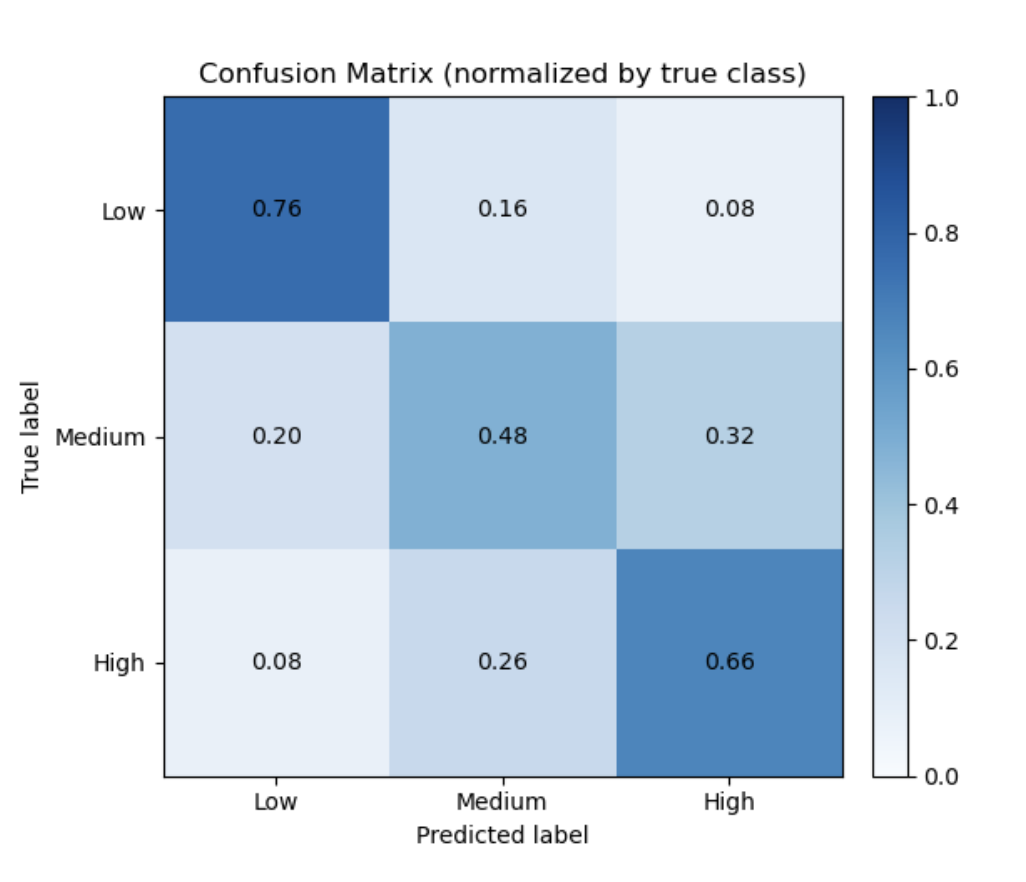 Confusion Matrix (normalized by true class)
1.0
0.8
0.6
0.4
0.2
0.0
True label
Low 0.76 0.16 0.08
Medium 0.20 0.48 0.32
High 0.08 0.26 0.66
Low Medium High
Predicted label